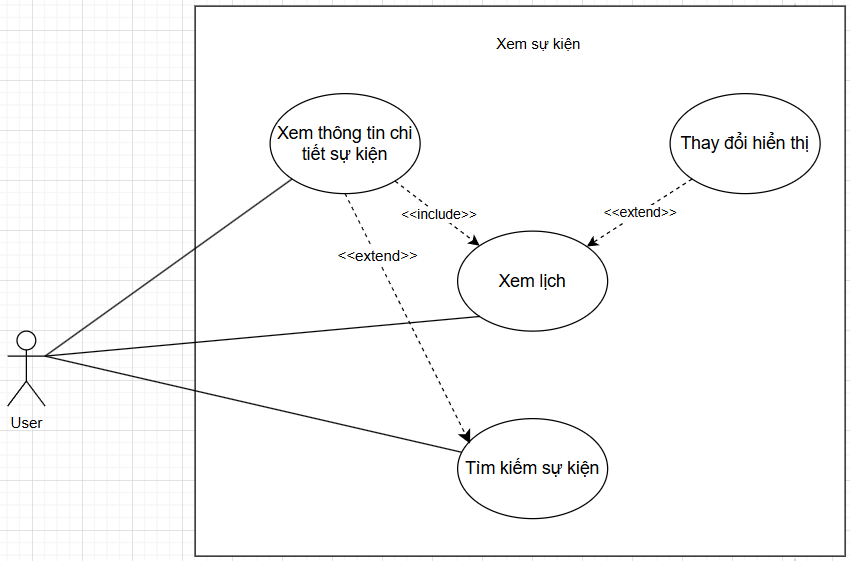 Xem sự kiện
Xem thông tin chi
tiết sự kiện
Thay đổi hiển thị
<<include>>
<<extend>>
<<extend>>
Xem lịch
User
Tìm kiếm sự kiện